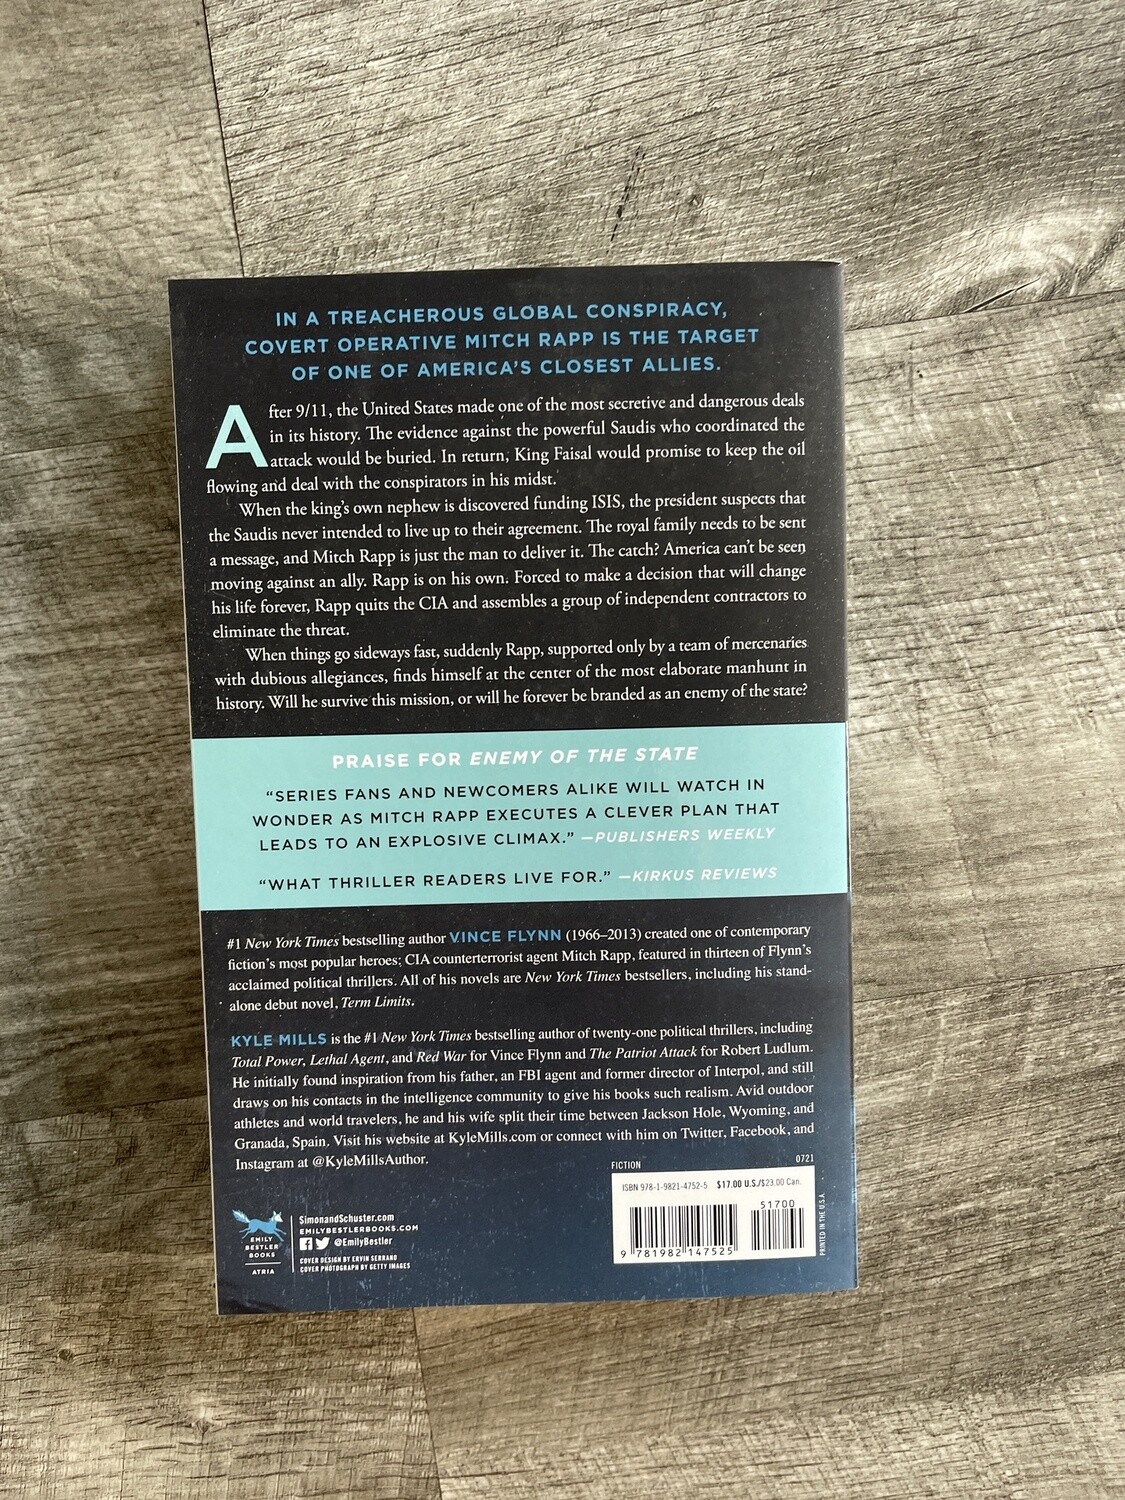 IN A TREACHEROUS GLOBAL CONSPIRACY,
COVERT OPERATIVE MITCH RAPP IS THE TARGET
OF ONE OF AMERICA'S CLOSEST ALLIES.
After 9/11, the United States made one of the most secretive and dangerous deals
in its history. The evidence against the powerful Saudis who coordinated the
attack would be buried. In return, King Faisal would promise to keep the oil
flowing and deal with the conspirators in his midst.
When the king's own nephew is discovered funding ISIS, the president suspects that
the Saudis never intended to live up to their agreement. The royal family needs to be sent
a message, and Mitch Rapp is just the man to deliver it. The catch? America can't be seen
moving against an ally. Rapp is on his own. Forced to make a decision that will change
his life forever, Rapp quits the CIA and assembles a group of independent contractors to
eliminate the threat.
When things go sideways fast, suddenly Rapp, supported only by a team of mercenaries
with dubious allegiances, finds himself at the center of the most elaborate manhunt in
history. Will he survive this mission, or will he forever be branded as an enemy of the state?
PRAISE FOR ENEMY OF THE STATE
“SERIES FANS AND NEWCOMERS ALIKE WILL WATCH IN
WONDER AS MITCH RAPP EXECUTES A CLEVER PLAN THAT
LEADS TO AN EXPLOSIVE CLIMAX.” —PUBLISHERS WEEKLY
“WHAT THRILLER READERS LIVE FOR.” —KIRKUS REVIEWS
#1 New York Times bestselling author VINCE FLYNN (1966–2013) created one of contemporary
fiction's most popular heroes: CIA counterterrorist agent Mitch Rapp, featured in thirteen of Flynn's
acclaimed political thrillers. All of his novels are New York Times bestsellers, including his stand-
alone debut novel, Term Limits.
KYLE MILLS is the #1 New York Times bestselling author of twenty-one political thrillers, including
Total Power, Lethal Agent, and Red War for Vince Flynn and The Patriot Attack for Robert Ludlum.
He initially found inspiration from his father, an FBI agent and former director of Interpol, and still
draws on his contacts in the intelligence community to give his books such realism. Avid outdoor
athletes and world travelers, he and his wife split their time between Jackson Hole, Wyoming, and
Granada, Spain. Visit his website at KyleMills.com or connect with him on Twitter, Facebook, and
Instagram at @KyleMillsAuthor.
FICTION 0721
ISBN 978-1-9821-4752-5 $17.00 U.S./$23.00 Can.
51700
9 781982 147525
PRINTED IN THE U.S.A.
EMILY
BESTLER
BOOKS
ATRIA
SimonandSchuster.com
EMILYBESTLERBOOKS.COM
@EmilyBestler
COVER DESIGN BY ERVIN SERRANO
COVER PHOTOGRAPH BY GETTY IMAGES